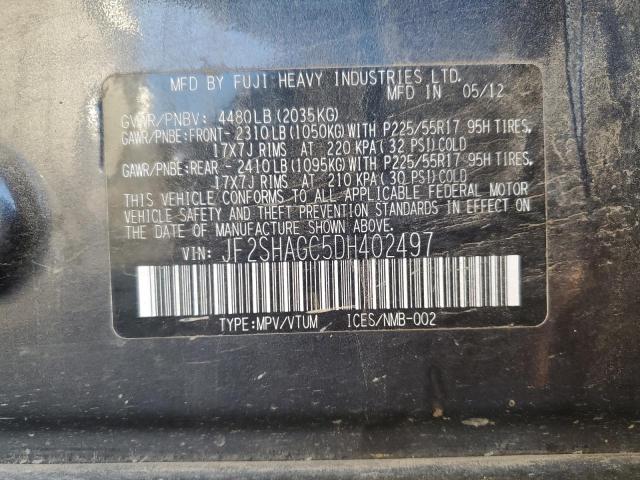 MFD BY FUJI HEAVY INDUSTRIES LTD.
MFD IN 05/12
GVWR/PNBV: 4480LB(2035KG)
GAWR/PNBE:FRONT-2310LB(1050KG)WITH P225/55R17 95H TIRES,
17X7J RIMS AT 220 KPA(32 PSI)COLD
GAWR/PNBE:REAR -2410LB(1095KG)WITH P225/55R17 95H TIRES,
17X7J RIMS AT 210 KPA(30 PSI)COLD
THIS VEHICLE CONFORMS TO ALL APPLICABLE FEDERAL MOTOR
VEHICLE SAFETY AND THEFT PREVENTION STANDARDS IN EFFECT ON
THE DATE OF MANUFACTURE SHOWN ABOVE.
VIN: JF2SHAGC5DH402497
TYPE:MPV/VTUM ICES/NMB-002